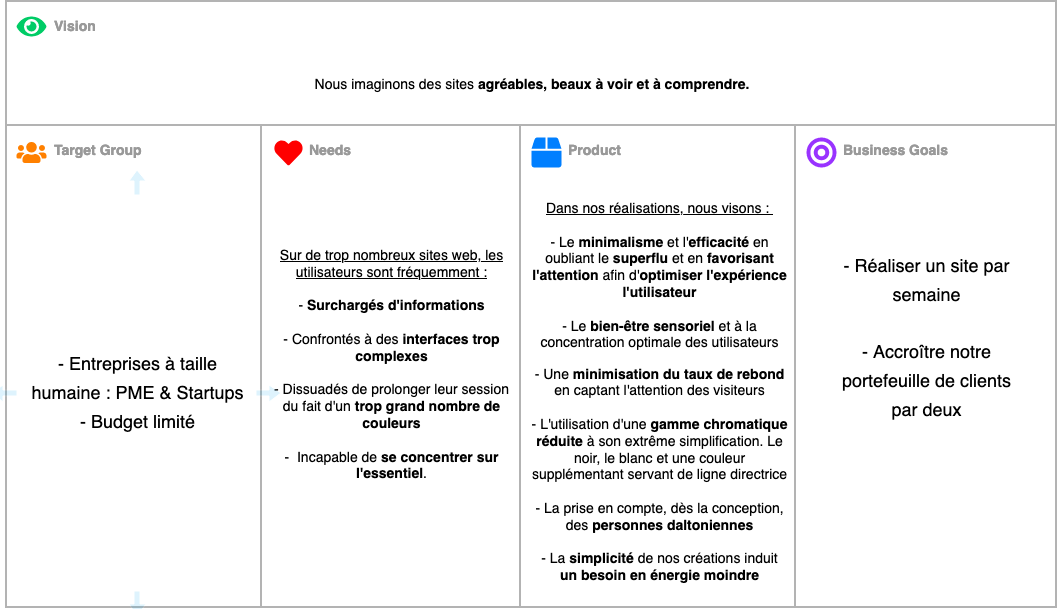 Vision
Nous imaginons des sites agréables, beaux à voir et à comprendre.
Target Group
- Entreprises à taille
humaine : PME & Startups
- Budget limité
Needs
Sur de trop nombreux sites web, les
utilisateurs sont fréquemment :
- Surchargés d'informations
- Confrontés à des interfaces trop
complexes
- Dissuadés de prolonger leur session
du fait d'un trop grand nombre de
couleurs
- Incapable de se concentrer sur
l'essentiel.
Product
Dans nos réalisations, nous visons :
- Le minimalisme et l'efficacité en
oubliant le superflu et en favorisant
l'attention afin d'optimiser l'expérience
l'utilisateur
- Le bien-être sensoriel et à la
concentration optimale des utilisateurs
- Une minimisation du taux de rebond
en captant l'attention des visiteurs
- L'utilisation d'une gamme chromatique
réduite à son extrême simplification. Le
noir, le blanc et une couleur
supplémentant servant de ligne directrice
- La prise en compte, dès la conception,
des personnes daltoniennes
- La simplicité de nos créations induit
un besoin en énergie moindre
Business Goals
- Réaliser un site par
semaine
- Accroître notre
portefeuille de clients
par deux